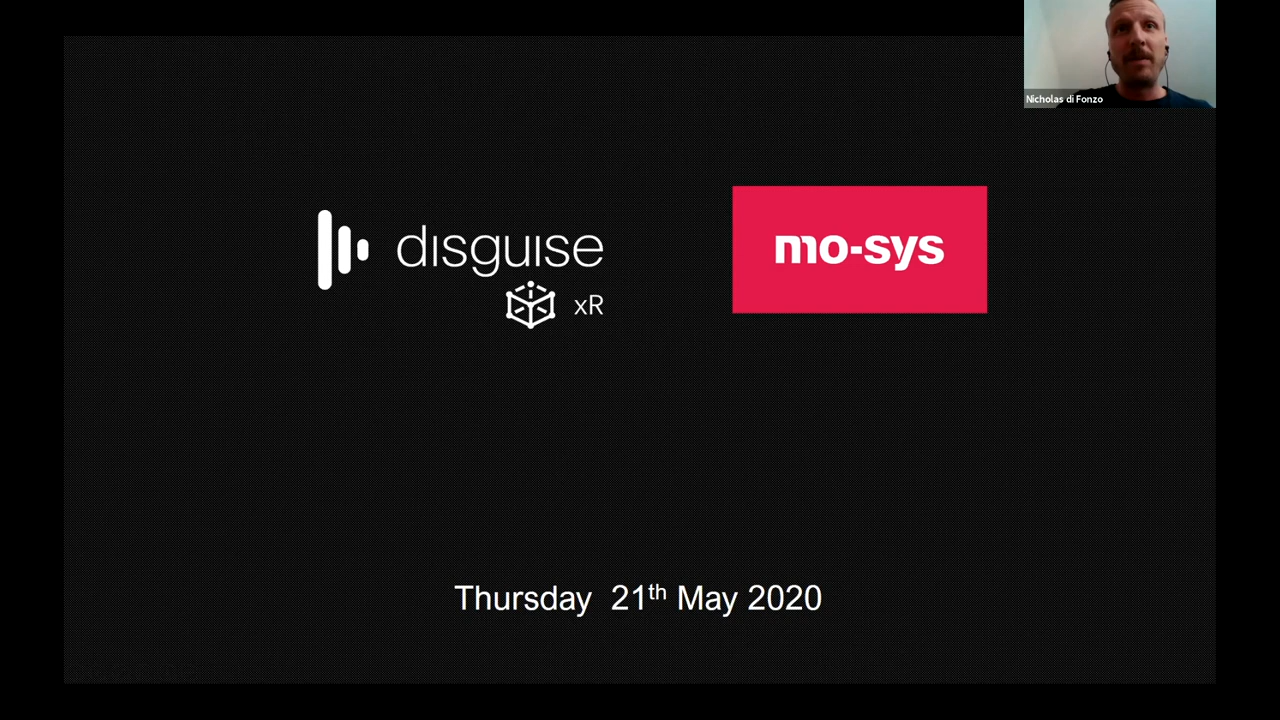 Nicholas di Fonzo
disguise
xR
mo-sys
Thursday 21th May 2020